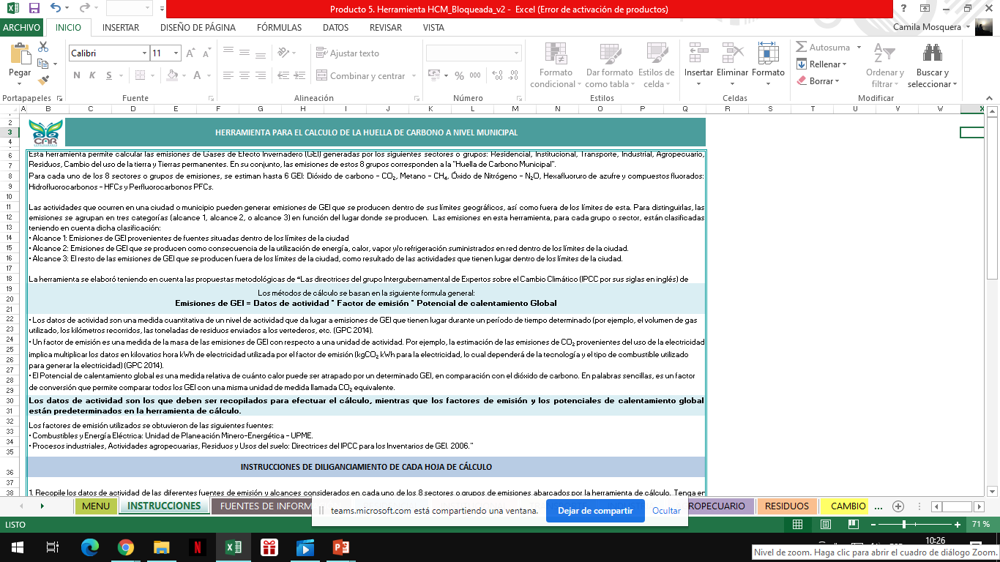 Producto 5. Herramienta HCM_Bloqueada_v2 - Excel (Error de activación de productos)
ARCHIVO INICIO INSERTAR DISEÑO DE PÁGINA FÓRMULAS DATOS REVISAR VISTA Camila Mosquera
Calibri 11 Ajustar texto Autosuma
Pegar N K S Combinar y centrar % 000 Formato condicional Dar formato como tabla Estilos de celda Insertar Eliminar Formato Rellenar Borrar Ordenar y filtrar Buscar y seleccionar
Portapapeles Fuente Alineación Número Estilos Celdas Modificar
A B C D E F G H I J K L M N O P Q R S T U V W X
CAR
HERRAMIENTA PARA EL CALCULO DE LA HUELLA DE CARBONO A NIVEL MUNICIPAL
Esta herramienta permite calcular las emisiones de Gases de Efecto Invernadero (GEI) generadas por los siguientes sectores o grupos: Residencial, Institucional, Transporte, Industrial, Agropecuario,
Residuos, Cambio del uso de la tierra y Tierras permanentes. En su conjunto, las emisiones de estos 8 grupos corresponden a la "Huella de Carbono Municipal".
Para cada uno de los 8 sectores o grupos de emisiones, se estiman hasta 6 GEI: Dióxido de carbono - CO₂, Metano - CH₄, Óxido de Nitrógeno - N₂O, Hexafluoruro de azufre y compuestos fluorados:
Hidrofluorocarbonos - HFCs y Perfluorocarbonos PFCs.
Las actividades que ocurren en una ciudad o municipio pueden generar emisiones de GEI que se producen dentro de sus límites geográficos, así como fuera de los límites de esta. Para distinguirlas, las
emisiones se agrupan en tres categorías (alcance 1, alcance 2, o alcance 3) en función del lugar donde se producen. Las emisiones en esta herramienta, para cada grupo o sector, están clasificadas
teniendo en cuenta dicha clasificación:
• Alcance 1: Emisiones de GEI provenientes de fuentes situadas dentro de los límites de la ciudad
• Alcance 2: Emisiones de GEI que se producen como consecuencia de la utilización de energía, calor, vapor y/o refrigeración suministrados en red dentro de los límites de la ciudad.
• Alcance 3: El resto de las emisiones de GEI que se producen fuera de los límites de la ciudad, como resultado de las actividades que tienen lugar dentro de los límites de la ciudad.
La herramienta se elaboró teniendo en cuenta las propuestas metodológicas de “Las directrices del grupo Intergubernamental de Expertos sobre el Cambio Climático (IPCC por sus siglas en inglés) de
Los métodos de cálculo se basan en la siguiente formula general:
Emisiones de GEI = Datos de actividad * Factor de emisión * Potencial de calentamiento Global
• Los datos de actividad son una medida cuantitativa de un nivel de actividad que da lugar a emisiones de GEI que tienen lugar durante un período de tiempo determinado (por ejemplo, el volumen de gas
utilizado, los kilómetros recorridos, las toneladas de residuos enviados a los vertederos, etc. (GPC 2014).
• Un factor de emisión es una medida de la masa de las emisiones de GEI con respecto a una unidad de actividad. Por ejemplo, la estimación de las emisiones de CO₂ provenientes del uso de la electricidad
implica multiplicar los datos en kilovatios hora kWh de electricidad utilizada por el factor de emisión (kgCO₂ kWh para la electricidad, lo cual dependerá de la tecnología y el tipo de combustible utilizado
para generar la electricidad) (GPC 2014).
• El Potencial de calentamiento global es una medida relativa de cuánto calor puede ser atrapado por un determinado GEI, en comparación con el dióxido de carbono. En palabras sencillas, es un factor
de conversión que permite comparar todos los GEI con una misma unidad de medida llamada CO₂ equivalente.
Los datos de actividad son los que deben ser recopilados para efectuar el cálculo, mientras que los factores de emisión y los potenciales de calentamiento global
están predeterminados en la herramienta de cálculo.
Los factores de emisión utilizados se obtuvieron de las siguientes fuentes:
• Combustibles y Energía Eléctrica: Unidad de Planeación Minero-Energética - UPME.
• Procesos industriales, Actividades agropecuarias, Residuos y Usos del suelo: Directrices del IPCC para los Inventarios de GEI. 2006."
INSTRUCCIONES DE DILIGANCIAMIENTO DE CADA HOJA DE CÁLCULO
1. Recopile los datos de actividad de las diferentes fuentes de emisión y alcances considerados en cada uno de los 8 sectores o grupos de emisiones abarcados por la herramienta de cálculo. Tenga en
MENU INSTRUCCIONES FUENTES DE INFORM ROPECUARIO RESIDUOS CAMBIO ...
teams.microsoft.com está compartiendo una ventana. Dejar de compartir Ocultar
LISTO 71 %
10:26
Nivel de zoom. Haga clic para abrir el cuadro de diálogo Zoom.